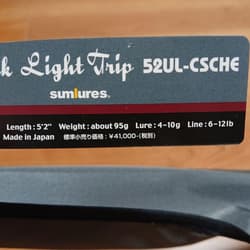 k Light Trip 52UL-CSCHE
sumlures®
Length : 5'2" Weight : about 95g Lure : 4-10g Line : 6-12lb
Made in Japan 標準小売り価格 : ¥41,000-(税別)